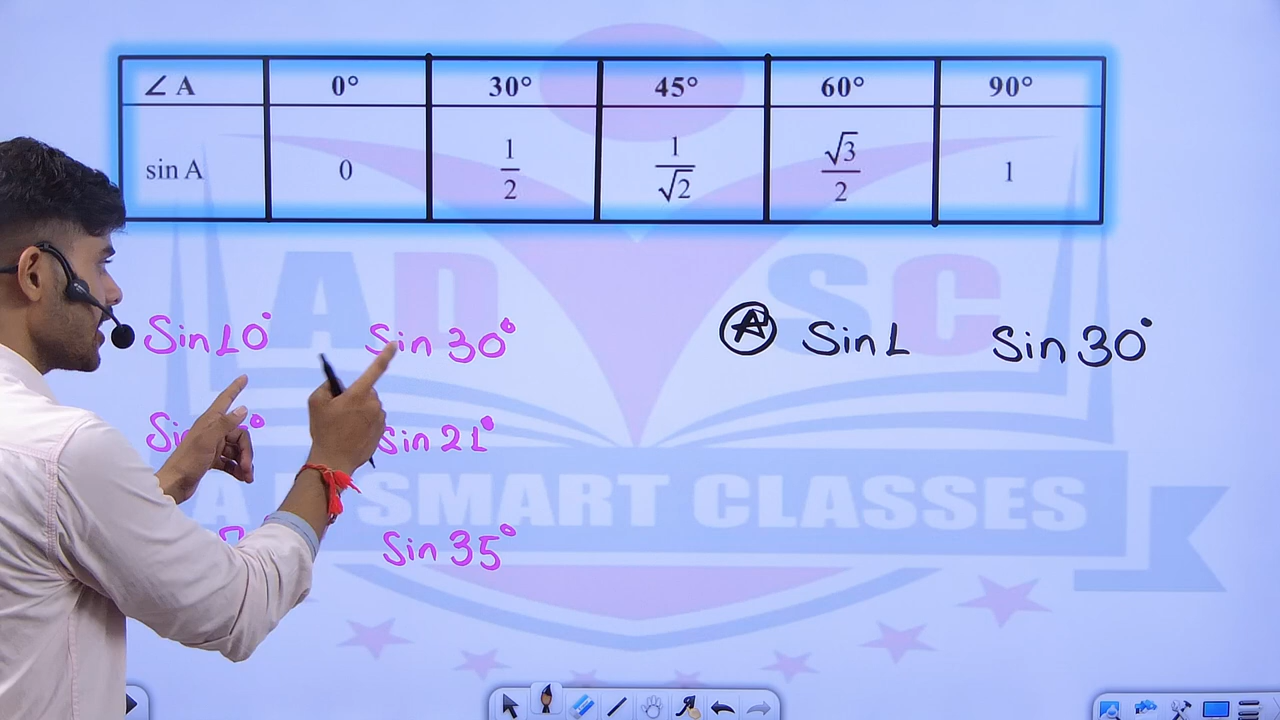 ∠ A 0° 30° 45° 60° 90°
sin A 0 1/2 1/√2 √3/2 1
Sin 10° Sin 30° Ⓐ Sin 1 Sin 30°
Sin 21°
Sin 35°
ADSC
SMART CLASSES